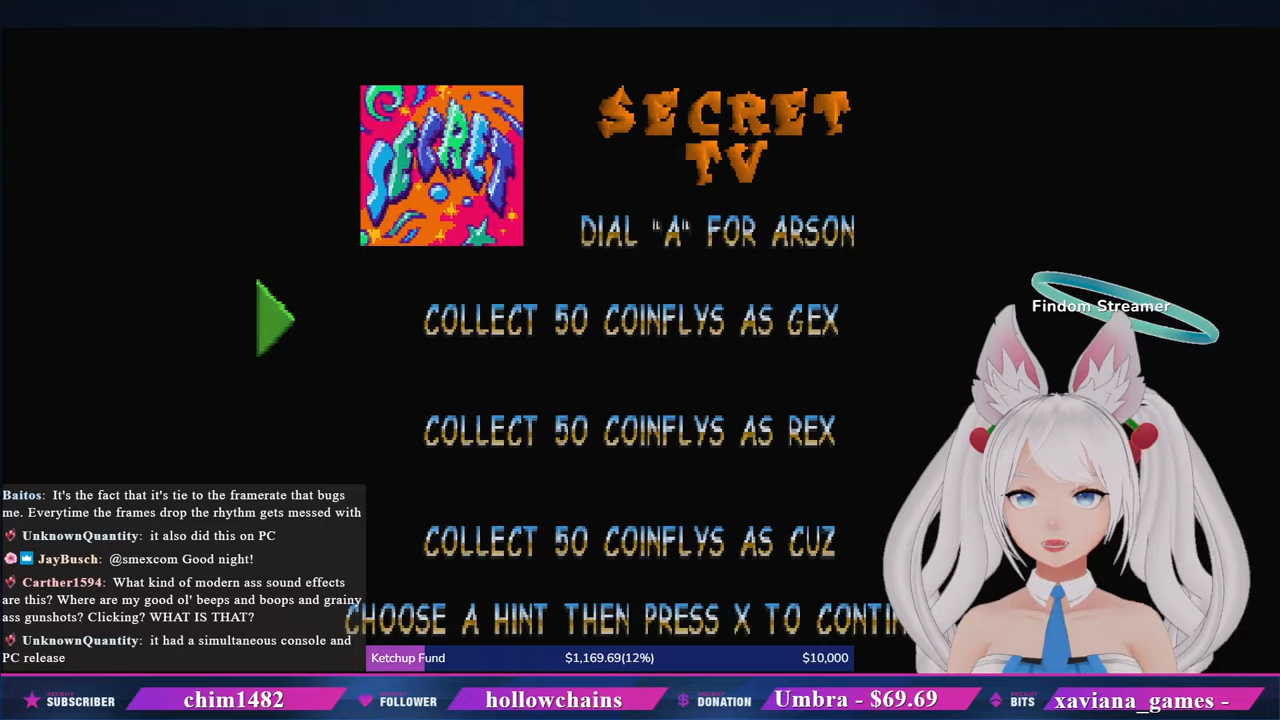 SECRET
SECRET
TV
DIAL "A" FOR ARSON
COLLECT 50 COINFLYS AS GEX
COLLECT 50 COINFLYS AS REX
COLLECT 50 COINFLYS AS CUZ
CHOOSE A HINT THEN PRESS X TO CONTIN
Findom Streamer
Baitos: It's the fact that it's tie to the framerate that bugs
me. Everytime the frames drop the rhythm gets messed with
UnknownQuantity: it also did this on PC
JayBusch: @smexcom Good night!
Carther1594: What kind of modern ass sound effects
are this? Where are my good ol' beeps and boops and grainy
ass gunshots? Clicking? WHAT IS THAT?
UnknownQuantity: it had a simultaneous console and
PC release
Ketchup Fund $1,169.69(12%) $10,000
RECENT SUBSCRIBER chim1482 RECENT FOLLOWER hollowchains RECENT DONATION Umbra - $69.69 RECENT BITS xaviana_games -